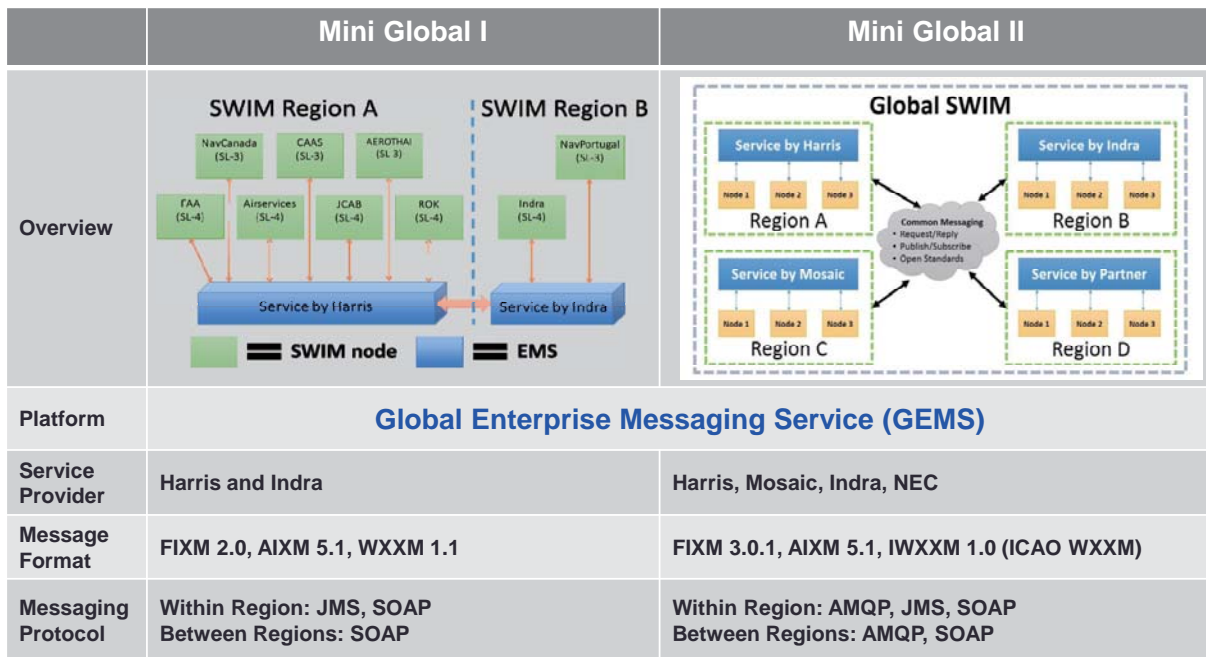 Mini Global I
Mini Global II
Overview
SWIM Region A
SWIM Region B
NavCanada
(SL-3)
CAAS
(SL-3)
AEROTHAI
(SL 3)
NavPortugal
(SL-3)
FAA
(SL-4)
Airservices
(SL-4)
JCAB
(SL-4)
ROK
(SL-4)
Indra
(SL-4)
Service by Harris
Service by Indra
= SWIM node
= EMS
Global SWIM
Service by Harris
Node 1
Node 2
Node 3
Region A
Service by Indra
Node 1
Node 2
Node 3
Region B
Common Messaging
• Request/Reply
• Publish/Subscribe
• Open Standards
Service by Mosaic
Node 1
Node 2
Node 3
Region C
Service by Partner
Node 1
Node 2
Node 3
Region D
Platform
Global Enterprise Messaging Service (GEMS)
Service
Provider
Harris and Indra
Harris, Mosaic, Indra, NEC
Message
Format
FIXM 2.0, AIXM 5.1, WXXM 1.1
FIXM 3.0.1, AIXM 5.1, IWXXM 1.0 (ICAO WXXM)
Messaging
Protocol
Within Region: JMS, SOAP
Between Regions: SOAP
Within Region: AMQP, JMS, SOAP
Between Regions: AMQP, SOAP